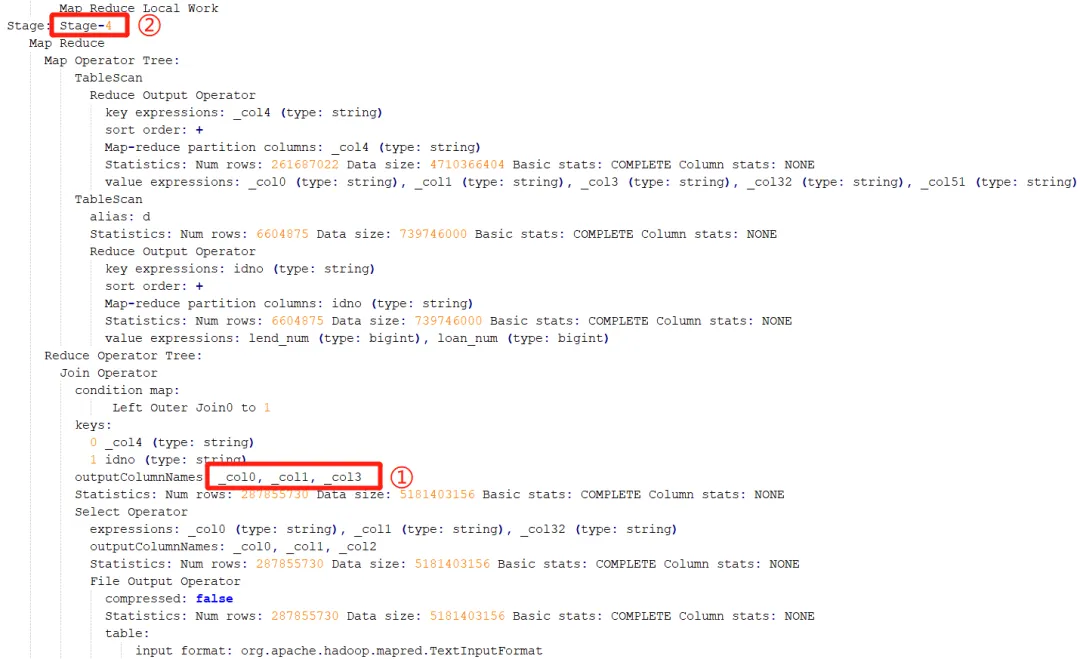 Map Reduce Local Work
Stage: Stage-4 ②
Map Reduce
Map Operator Tree:
TableScan
Reduce Output Operator
key expressions: _col4 (type: string)
sort order: +
Map-reduce partition columns: _col4 (type: string)
Statistics: Num rows: 261687022 Data size: 4710366404 Basic stats: COMPLETE Column stats: NONE
value expressions: _col0 (type: string), _col1 (type: string), _col3 (type: string), _col32 (type: string), _col51 (type: string)
TableScan
alias: d
Statistics: Num rows: 6604875 Data size: 739746000 Basic stats: COMPLETE Column stats: NONE
Reduce Output Operator
key expressions: idno (type: string)
sort order: +
Map-reduce partition columns: idno (type: string)
Statistics: Num rows: 6604875 Data size: 739746000 Basic stats: COMPLETE Column stats: NONE
value expressions: lend_num (type: bigint), loan_num (type: bigint)
Reduce Operator Tree:
Join Operator
condition map:
Left Outer Join0 to 1
keys:
0 _col4 (type: string)
1 idno (type: string)
outputColumnNames: _col0, _col1, _col3 ①
Statistics: Num rows: 287855730 Data size: 5181403156 Basic stats: COMPLETE Column stats: NONE
Select Operator
expressions: _col0 (type: string), _col1 (type: string), _col32 (type: string)
outputColumnNames: _col0, _col1, _col2
Statistics: Num rows: 287855730 Data size: 5181403156 Basic stats: COMPLETE Column stats: NONE
File Output Operator
compressed: false
Statistics: Num rows: 287855730 Data size: 5181403156 Basic stats: COMPLETE Column stats: NONE
table:
input format: org.apache.hadoop.mapred.TextInputFormat